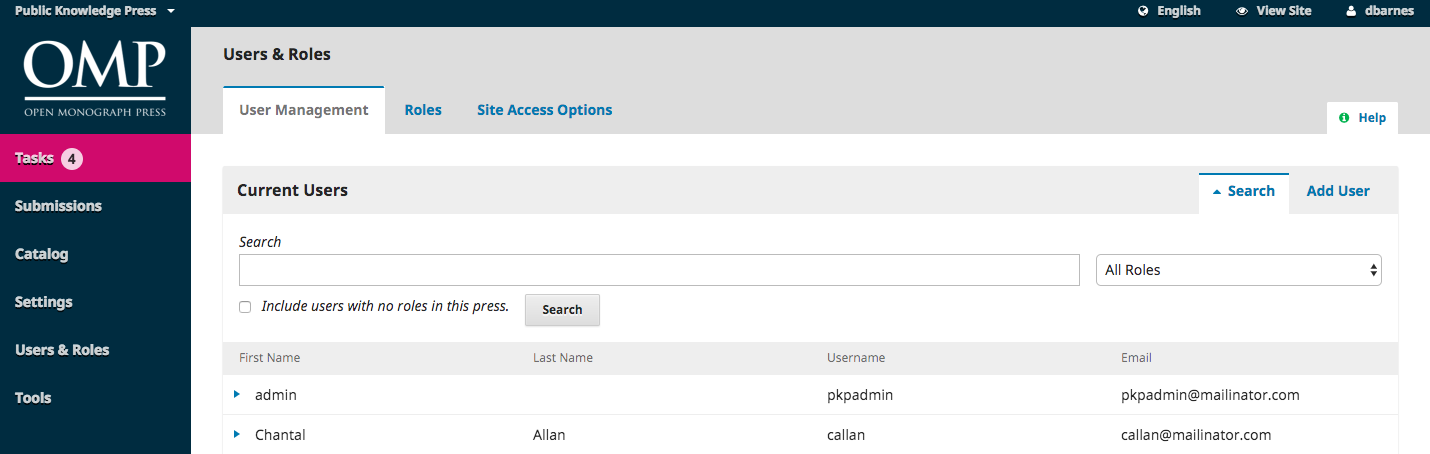 Public Knowledge Press English View Site dbarnes
OMP
OPEN MONOGRAPH PRESS
Users & Roles
User Management Roles Site Access Options
Help
Tasks 4
Submissions
Catalog
Settings
Users & Roles
Tools
Current Users Search Add User
Search
All Roles
Include users with no roles in this press. Search
First Name Last Name Username Email
admin pkpadmin pkpadmin@mailinator.com
Chantal Allan callan callan@mailinator.com